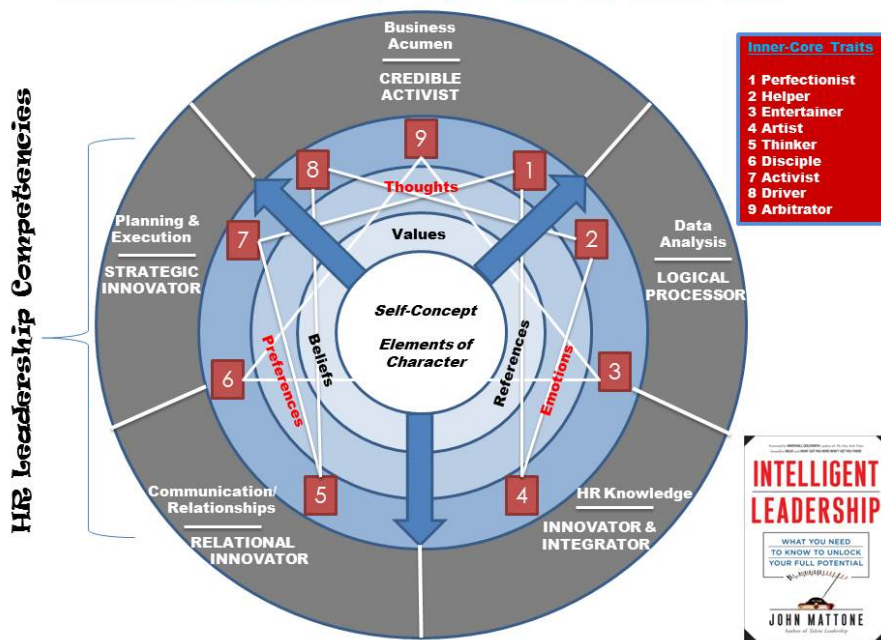 HR Leadership Competencies
Business
Acumen
CREDIBLE
ACTIVIST
Planning &
Execution
STRATEGIC
INNOVATOR
Data
Analysis
LOGICAL
PROCESSOR
Communication/
Relationships
RELATIONAL
INNOVATOR
HR Knowledge
INNOVATOR &
INTEGRATOR
9
8
1
7
2
6
3
5
4
Thoughts
Values
Preferences
Beliefs
References
Emotions
Self-Concept
Elements of
Character
Inner-Core Traits
1 Perfectionist
2 Helper
3 Entertainer
4 Artist
5 Thinker
6 Disciple
7 Activist
8 Driver
9 Arbitrator
INTELLIGENT
LEADERSHIP
WHAT YOU NEED
TO KNOW TO UNLOCK
YOUR FULL POTENTIAL
JOHN MATTONE
Author of Talent Leadership